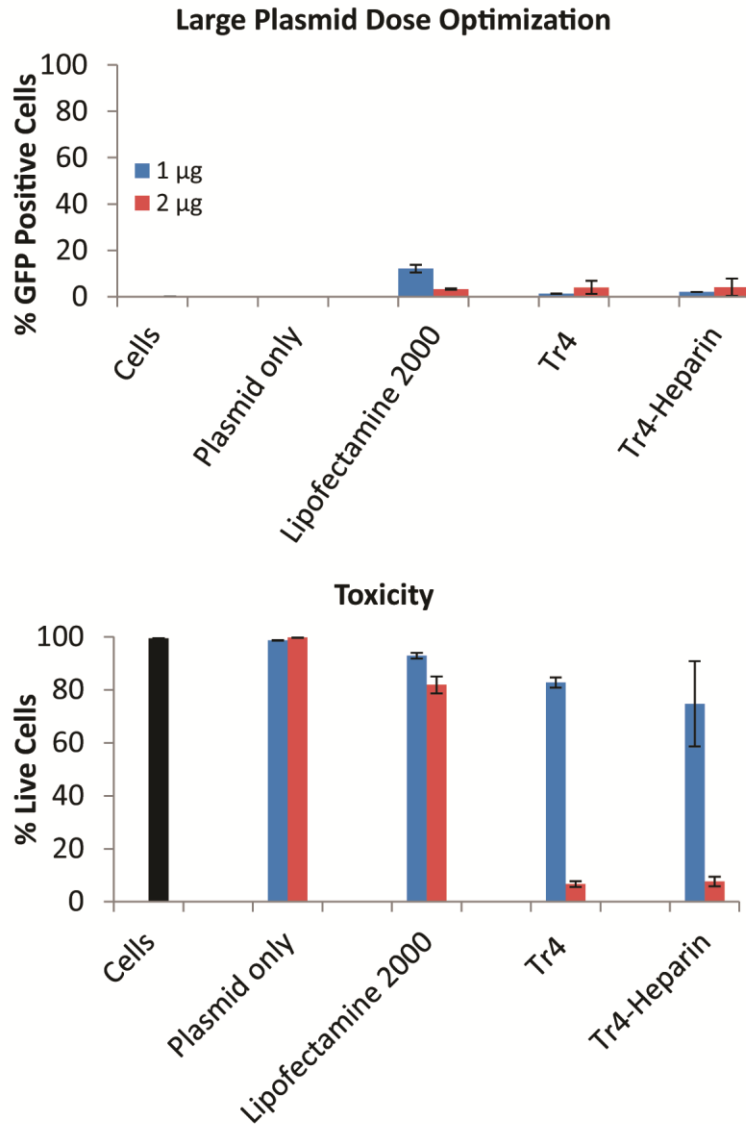 Large Plasmid Dose Optimization
% GFP Positive Cells
100
80
60
40
20
0
1 µg
2 µg
Cells
Plasmid only
Lipofectamine 2000
Tr4
Tr4-Heparin
Toxicity
% Live Cells
100
80
60
40
20
0
Cells
Plasmid only
Lipofectamine 2000
Tr4
Tr4-Heparin